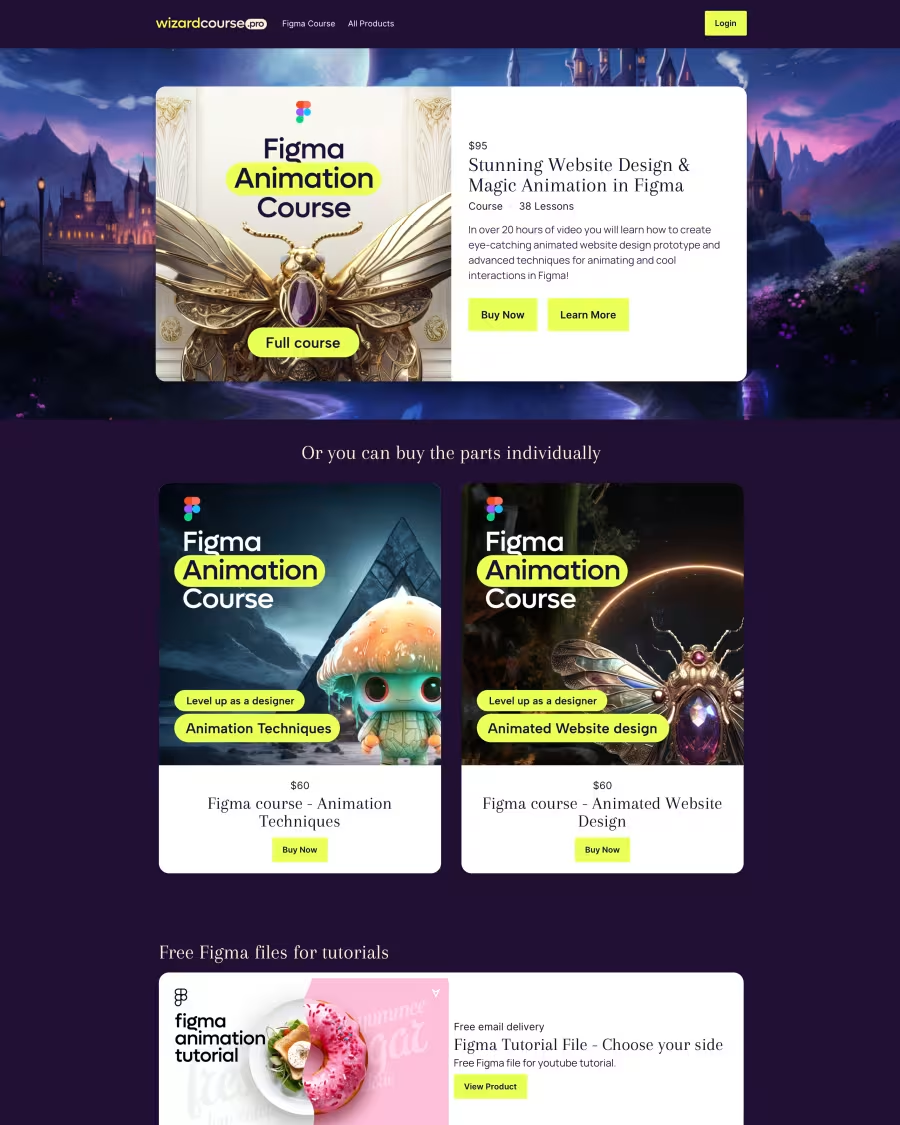 wizardcourse.pro
Figma Course
All Products
Login
Figma
Animation
Course
Full course
$95
Stunning Website Design &
Magic Animation in Figma
Course
38 Lessons
In over 20 hours of video you will learn how to create
eye-catching animated website design prototype and
advanced techniques for animating and cool
interactions in Figma!
Buy Now
Learn More
Or you can buy the parts individually
Figma
Animation
Course
Level up as a designer
Animation Techniques
$60
Figma course - Animation
Techniques
Buy Now
Figma
Animation
Course
Level up as a designer
Animated Website design
$60
Figma course - Animated Website
Design
Buy Now
Free Figma files for tutorials
figma
animation
tutorial
Free email delivery
Figma Tutorial File - Choose your side
Free Figma file for youtube tutorial.
View Product